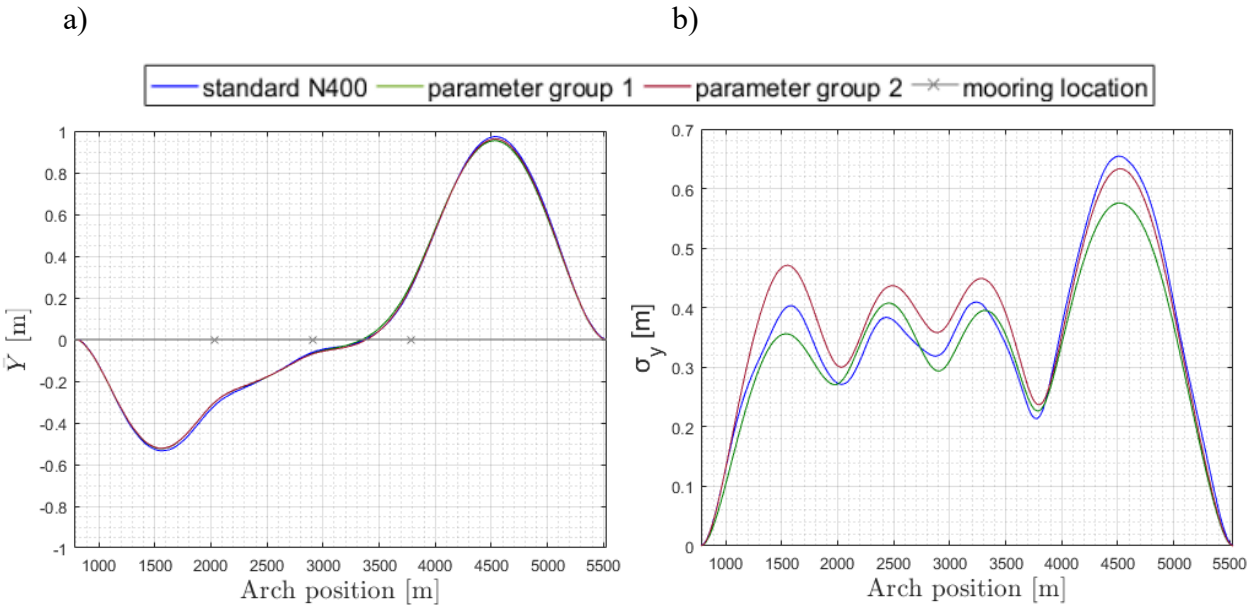 a)
b)
standard N400 parameter group 1 parameter group 2 mooring location
1
0.8
0.6
0.4
0.2
0
-0.2
-0.4
-0.6
-0.8
-1
Ȳ [m]
1000 1500 2000 2500 3000 3500 4000 4500 5000 5500
Arch position [m]
0.7
0.6
0.5
0.4
0.3
0.2
0.1
0
σy [m]
1000 1500 2000 2500 3000 3500 4000 4500 5000 5500
Arch position [m]